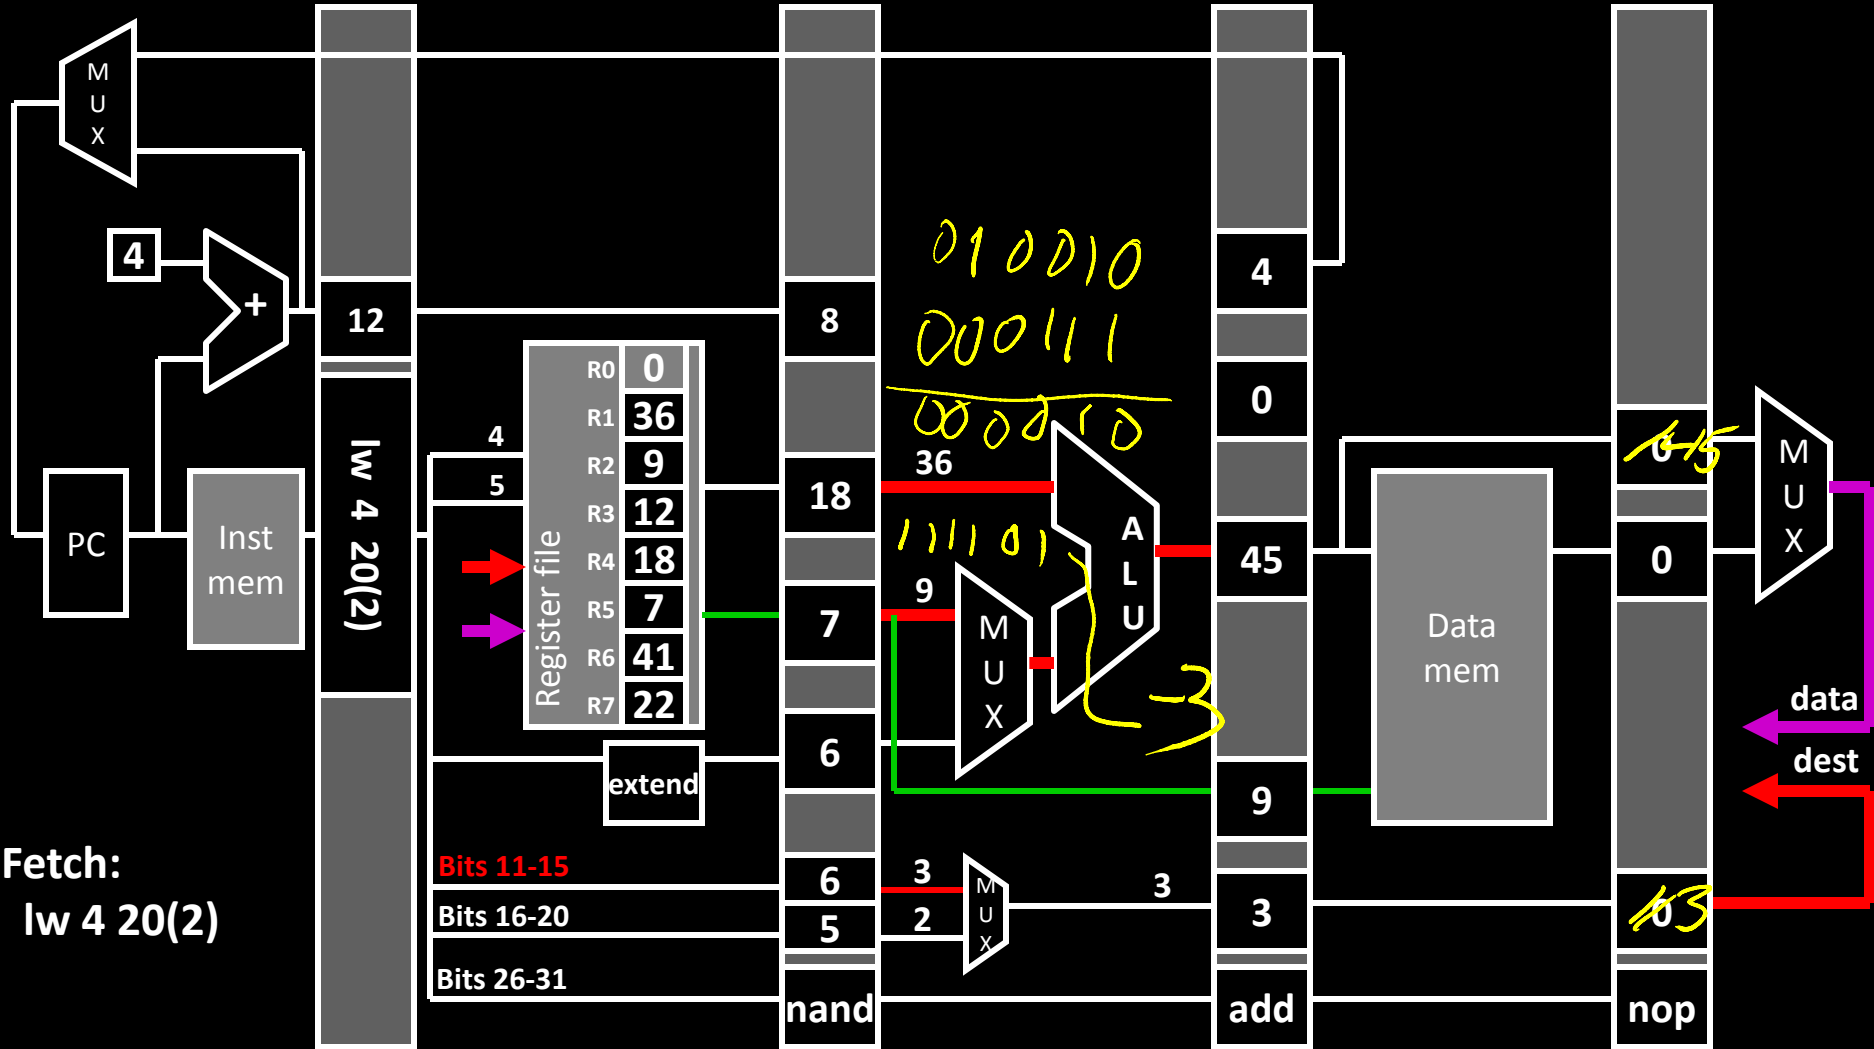 M
U
X
4
+
12
PC
Inst
mem
lw 4 20(2)
4
5
Register file
R0 0
R1 36
R2 9
R3 12
R4 18
R5 7
R6 41
R7 22
extend
Bits 11-15
Bits 16-20
Bits 26-31
Fetch:
lw 4 20(2)
8
18
7
6
6
5
nand
010010
000111
000010
36
111101
9
M
U
X
A
L
U
-3
3
2
M
U
X
3
4
0
45
9
3
add
Data
mem
0
0
0 3
nop
M
U
X
data
dest